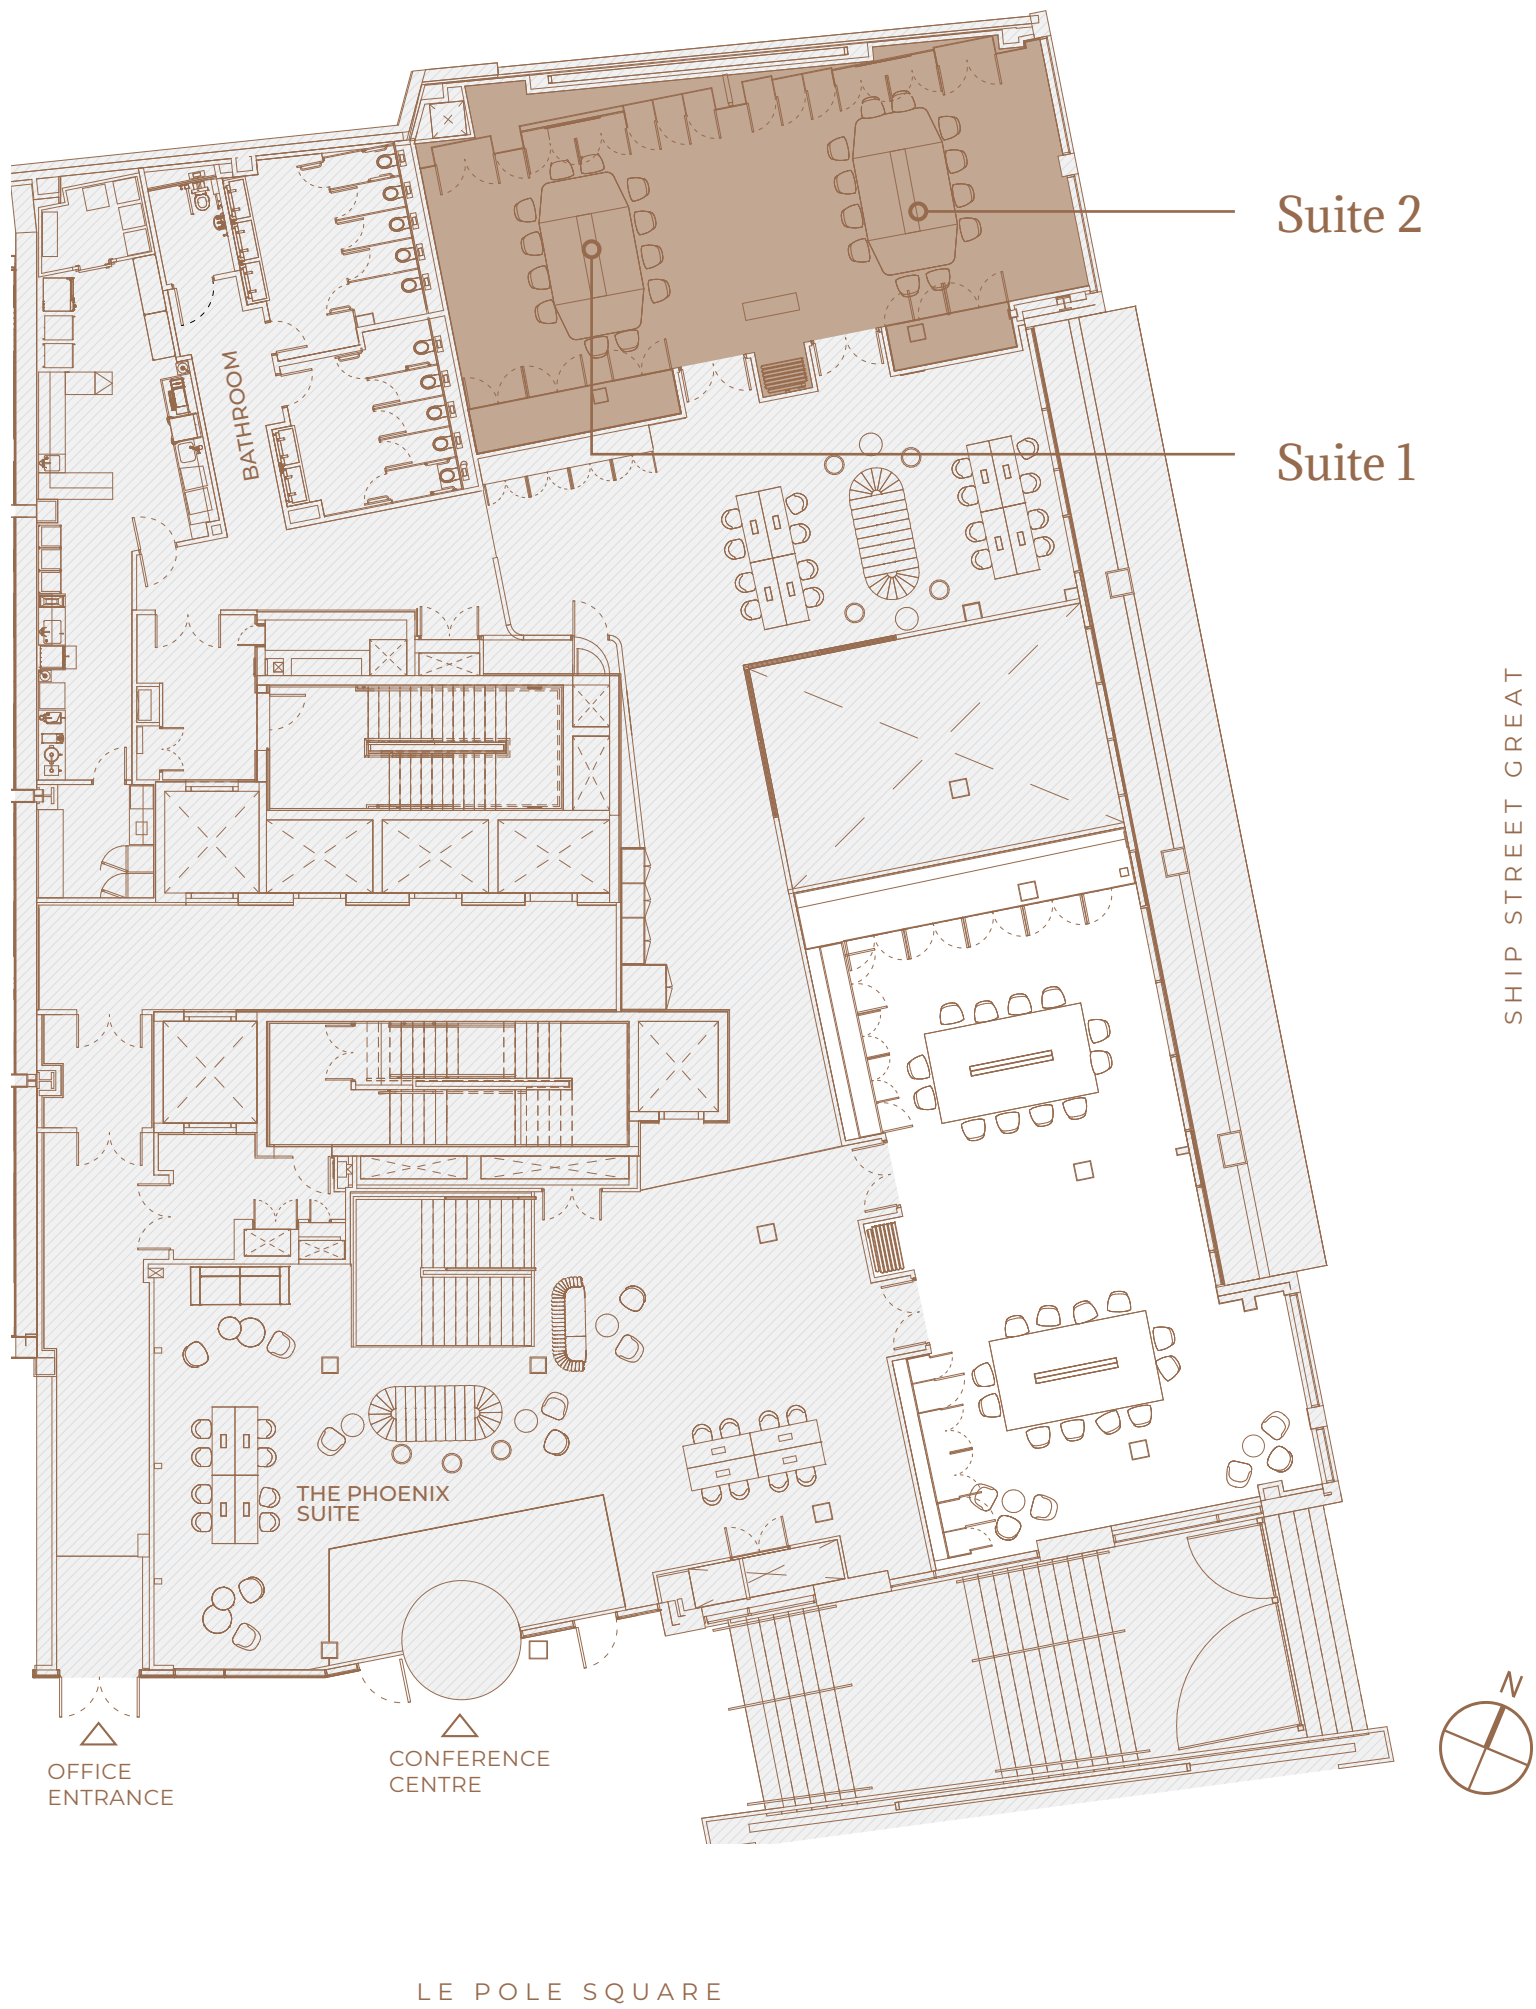 Suite 2
BATHROOM
Suite 1
SHIP STREET GREAT
THE PHOENIX
SUITE
N
OFFICE
ENTRANCE
CONFERENCE
CENTRE
LE POLE SQUARE